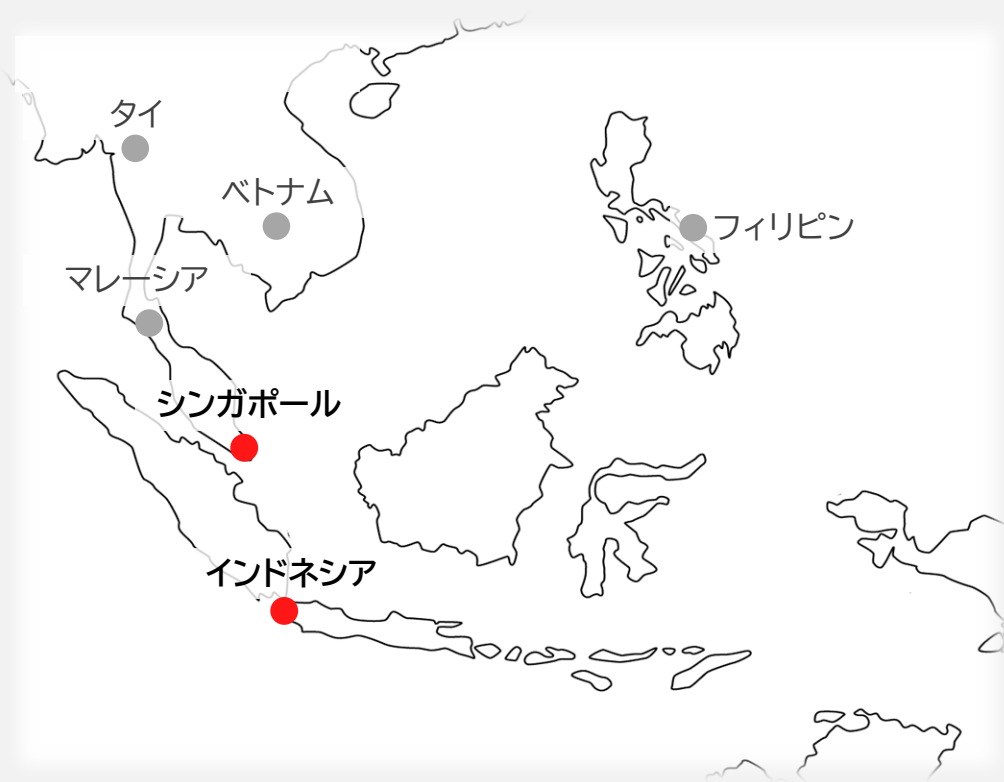 タイ
ベトナム
フィリピン
マレーシア
シンガポール
インドネシア